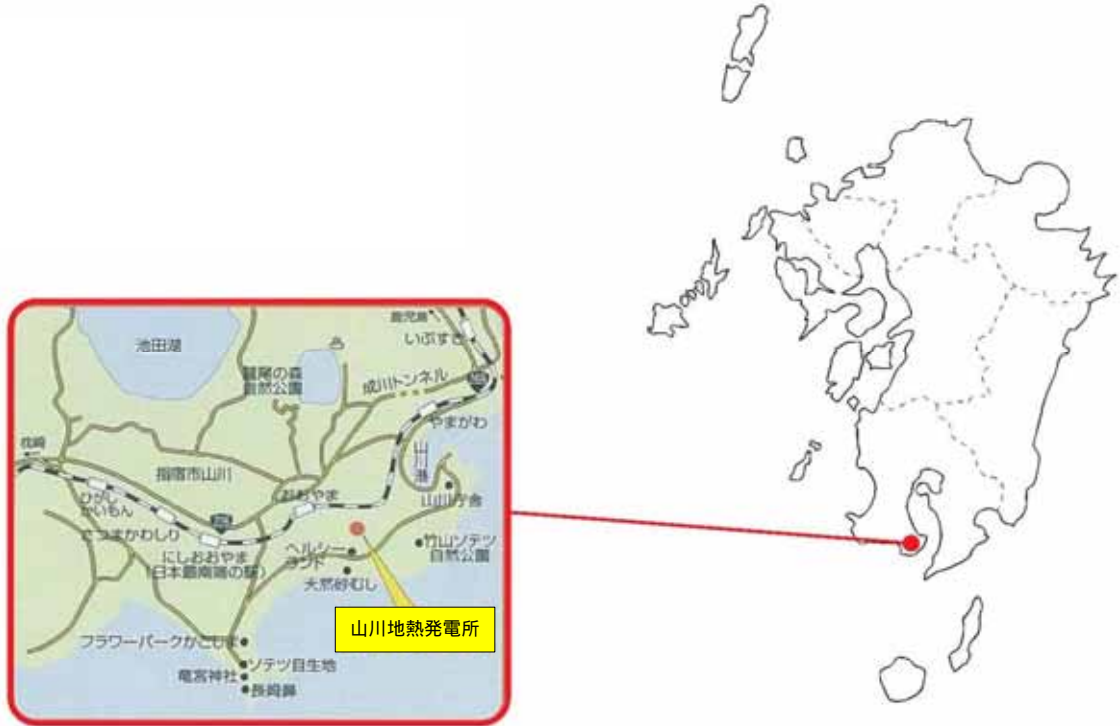 鹿児島
いぶすき
池田湖
鷲尾の森
自然公園
成川トンネル
やまがわ
枕崎
山川港
指宿市山川
ひがし
かいもん
おおやま
山川庁舎
さつまかわしり
にしおおやま
(日本最南端の駅)
ヘルシー
ランド
竹山ソテツ
自然公園
天然砂むし
山川地熱発電所
フラワーパークかごしま
ソテツ自生地
竜宮神社
長崎鼻